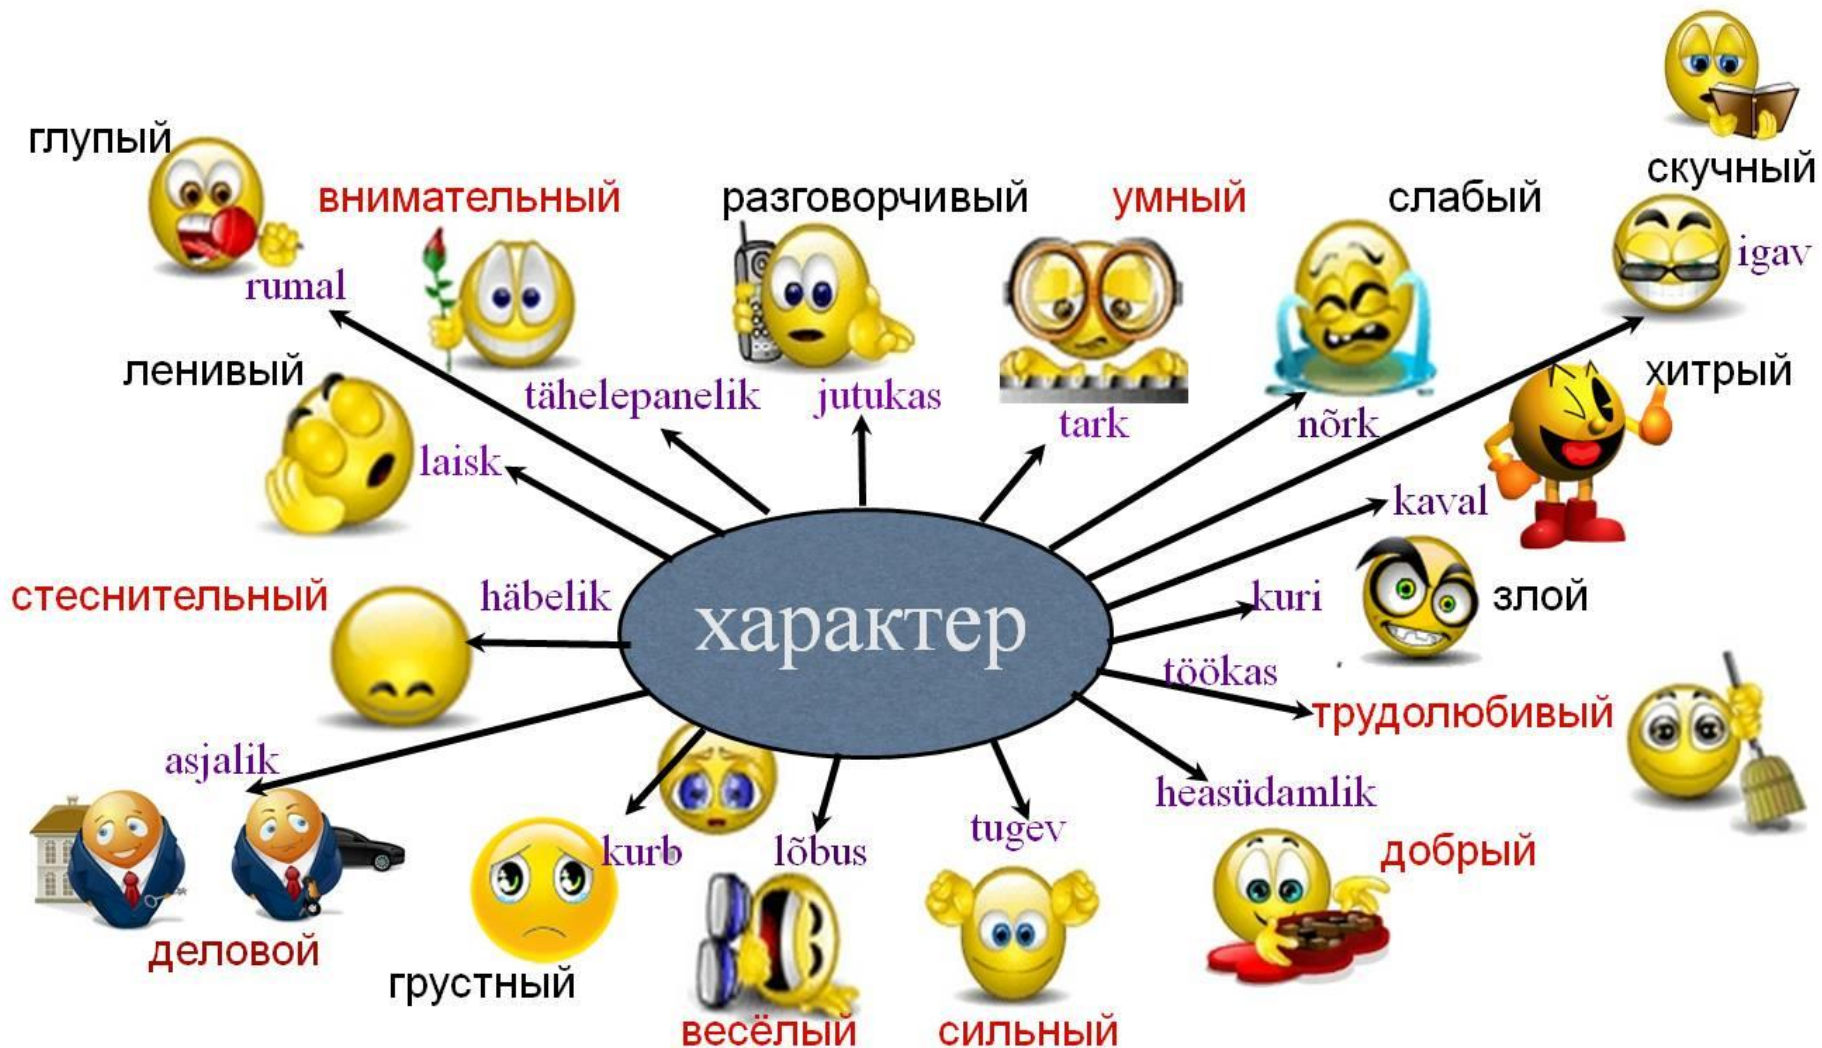 скучный
глупый
внимательный
разговорчивый
умный
слабый
igav
rumal
ленивый
tähelepanelik
jutukas
tark
nõrk
хитрый
laisk
kaval
стеснительный
häbelik
характер
kuri
злой
töökas
трудолюбивый
asjalik
heasüdamlik
kurb
lõbus
tugev
добрый
деловой
грустный
весёлый
сильный